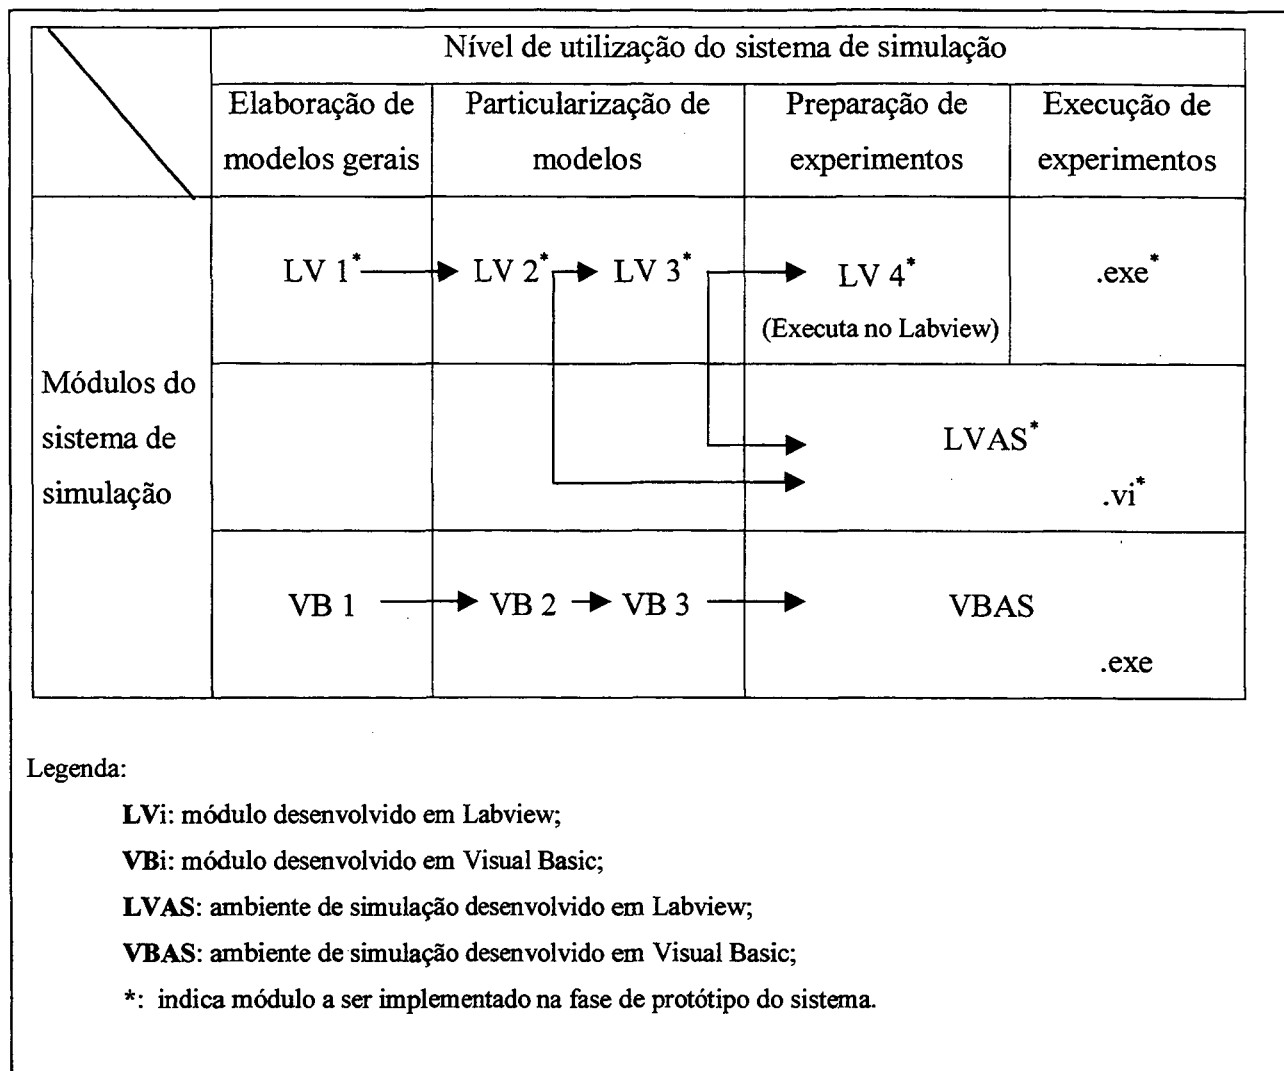 Nível de utilização do sistema de simulação
Elaboração de
modelos gerais
Particularização de
modelos
Preparação de
experimentos
Execução de
experimentos
Módulos do
sistema de
simulação
LV 1* LV 2* LV 3* LV 4* .exe*
(Executa no Labview)
LVAS*
.vi*
VB 1 VB 2 VB 3 VBAS
.exe
Legenda:
LVi: módulo desenvolvido em Labview;
VBi: módulo desenvolvido em Visual Basic;
LVAS: ambiente de simulação desenvolvido em Labview;
VBAS: ambiente de simulação desenvolvido em Visual Basic;
*: indica módulo a ser implementado na fase de protótipo do sistema.